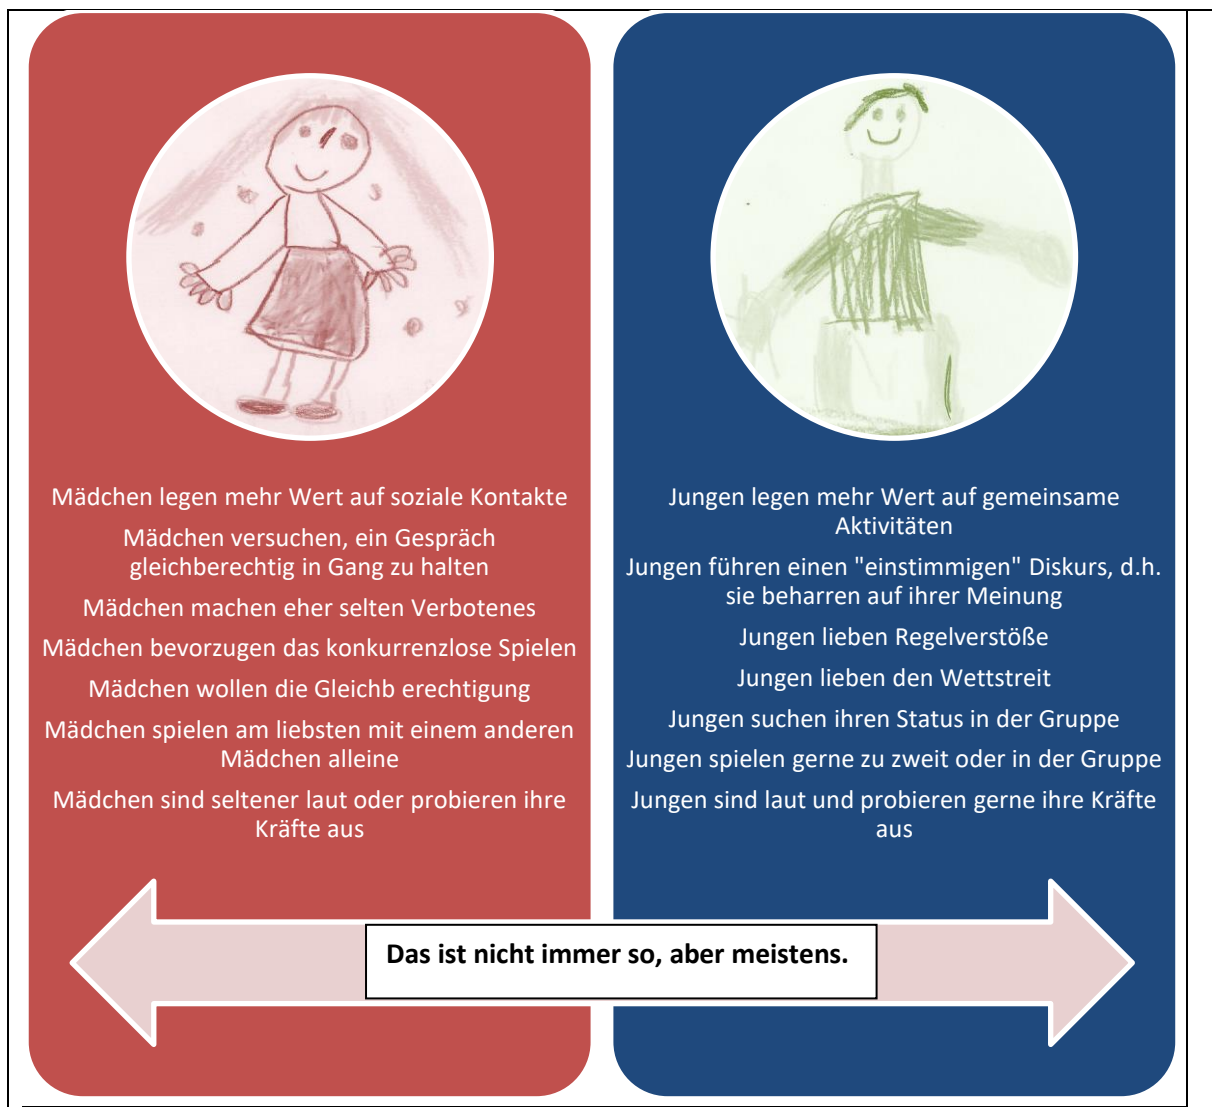 Mädchen legen mehr Wert auf soziale Kontakte
Mädchen versuchen, ein Gespräch
gleichberechtig in Gang zu halten
Mädchen machen eher selten Verbotenes
Mädchen bevorzugen das konkurrenzlose Spielen
Mädchen wollen die Gleichb erechtigung
Mädchen spielen am liebsten mit einem anderen
Mädchen alleine
Mädchen sind seltener laut oder probieren ihre
Kräfte aus
Jungen legen mehr Wert auf gemeinsame
Aktivitäten
Jungen führen einen "einstimmigen" Diskurs, d.h.
sie beharren auf ihrer Meinung
Jungen lieben Regelverstöße
Jungen lieben den Wettstreit
Jungen suchen ihren Status in der Gruppe
Jungen spielen gerne zu zweit oder in der Gruppe
Jungen sind laut und probieren gerne ihre Kräfte
aus
Das ist nicht immer so, aber meistens.